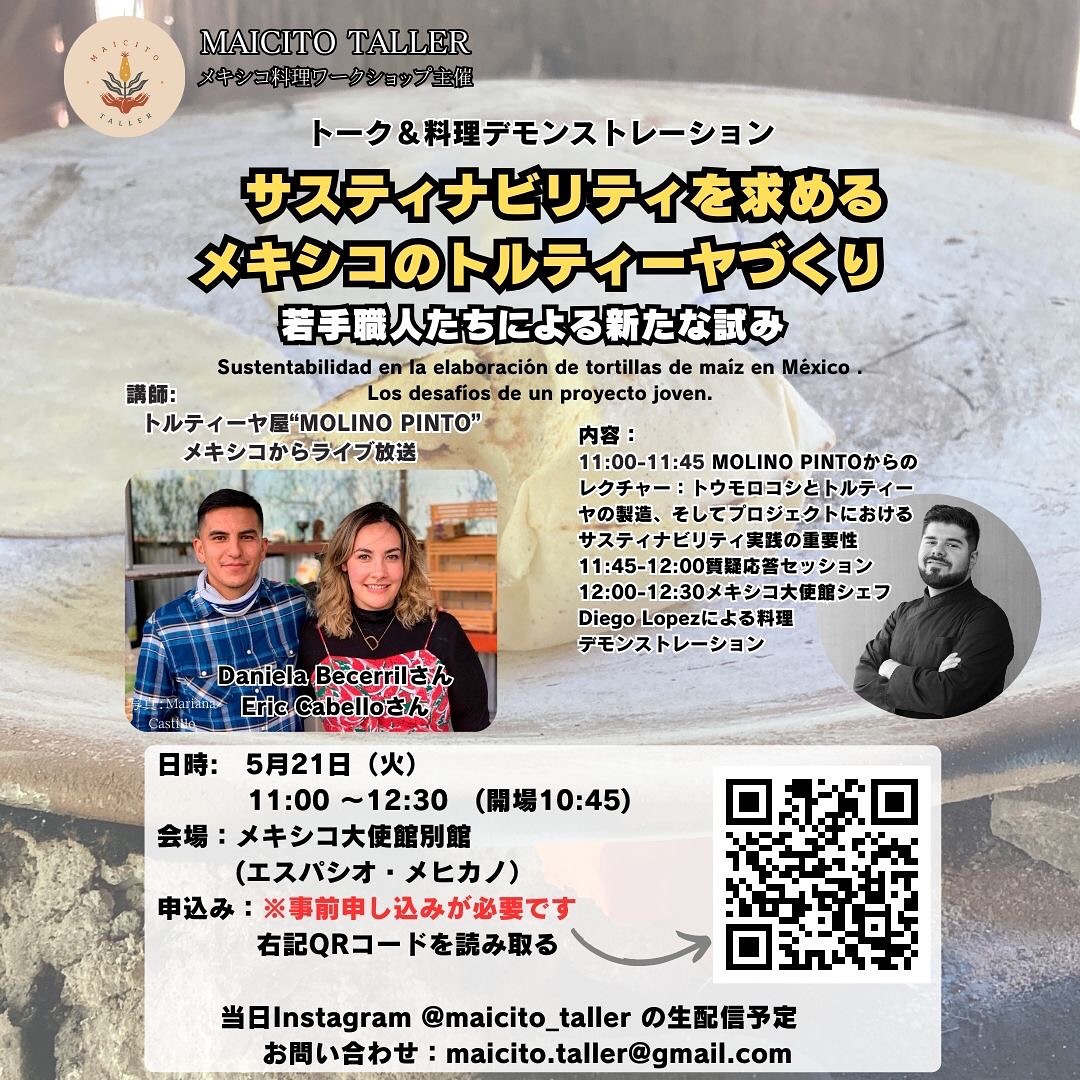 MAICITO
TALLER
MAICITO TALLER
メキシコ料理ワークショップ主催
トーク＆料理デモンストレーション
サスティナビリティを求める
メキシコのトルティーヤづくり
若手職人たちによる新たな試み
Sustentabilidad en la elaboración de tortillas de maíz en México .
Los desafíos de un proyecto joven.
講師:
トルティーヤ屋“MOLINO PINTO”
メキシコからライブ放送
Daniela Becerrilさん
Eric Cabelloさん
写真：Mariana
Castillo
内容：
11:00-11:45 MOLINO PINTOからの
レクチャー：トウモロコシとトルティー
ヤの製造、そしてプロジェクトにおける
サスティナビリティ実践の重要性
11:45-12:00質疑応答セッション
12:00-12:30メキシコ大使館シェフ
Diego Lopezによる料理
デモンストレーション
日時:　5月21日（火）
11:00 〜12:30　(開場10:45)
会場：メキシコ大使館別館
(エスパシオ・メヒカノ）
申込み：※事前申し込みが必要です
右記QRコードを読み取る
当日Instagram @maicito_taller の生配信予定
お問い合わせ：maicito.taller@gmail.com